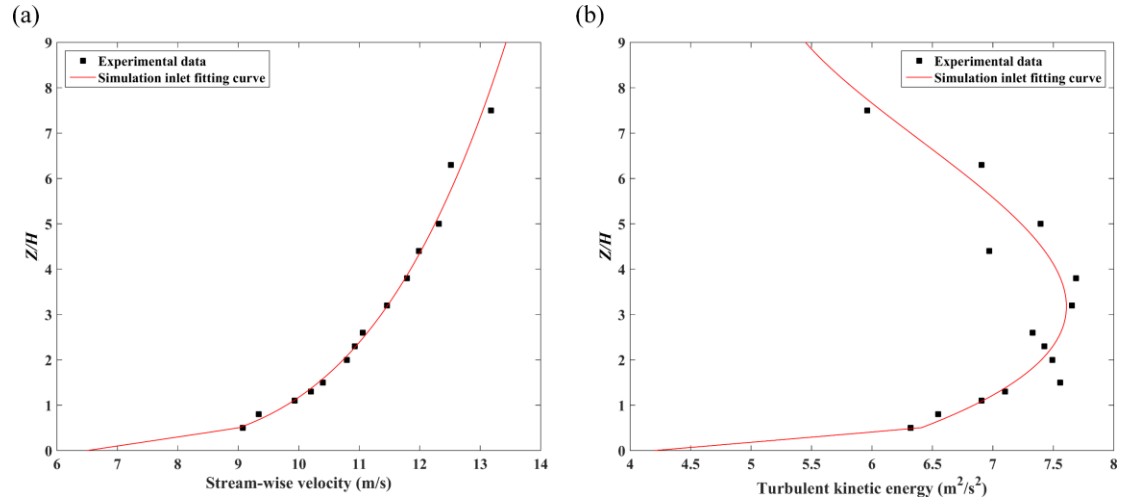 (a)
9
8
7
6
5
4
3
2
1
0
Z/H
Experimental data
Simulation inlet fitting curve
6 7 8 9 10 11 12 13 14
Stream-wise velocity (m/s)
(b)
9
8
7
6
5
4
3
2
1
0
Z/H
Experimental data
Simulation inlet fitting curve
4 4.5 5 5.5 6 6.5 7 7.5 8
Turbulent kinetic energy (m²/s²)